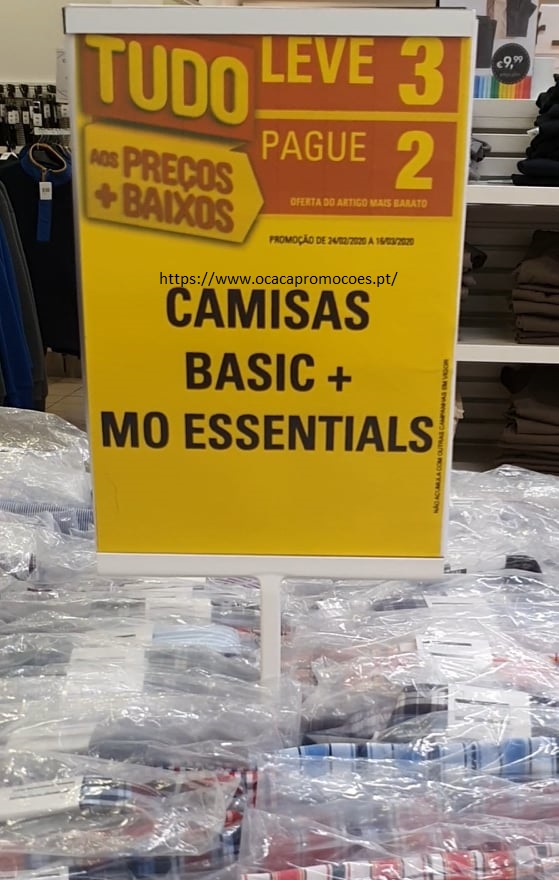 €9,99
TUDO
AOS PREÇOS
+ BAIXOS
LEVE 3
PAGUE 2
OFERTA DO ARTIGO MAIS BARATO
PROMOÇÃO DE 24/02/2020 A 16/03/2020
https://www.ocacapromocoes.pt/
CAMISAS
BASIC +
MO ESSENTIALS
NÃO ACUMULA COM OUTRAS CAMPANHAS EM VIGOR